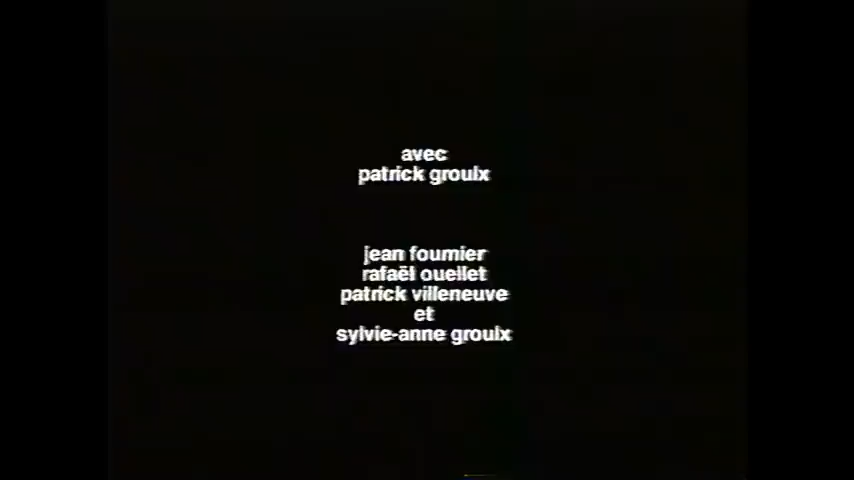 avec
patrick groulx
jean fournier
rafaël ouellet
patrick villeneuve
et
sylvie-anne groulx